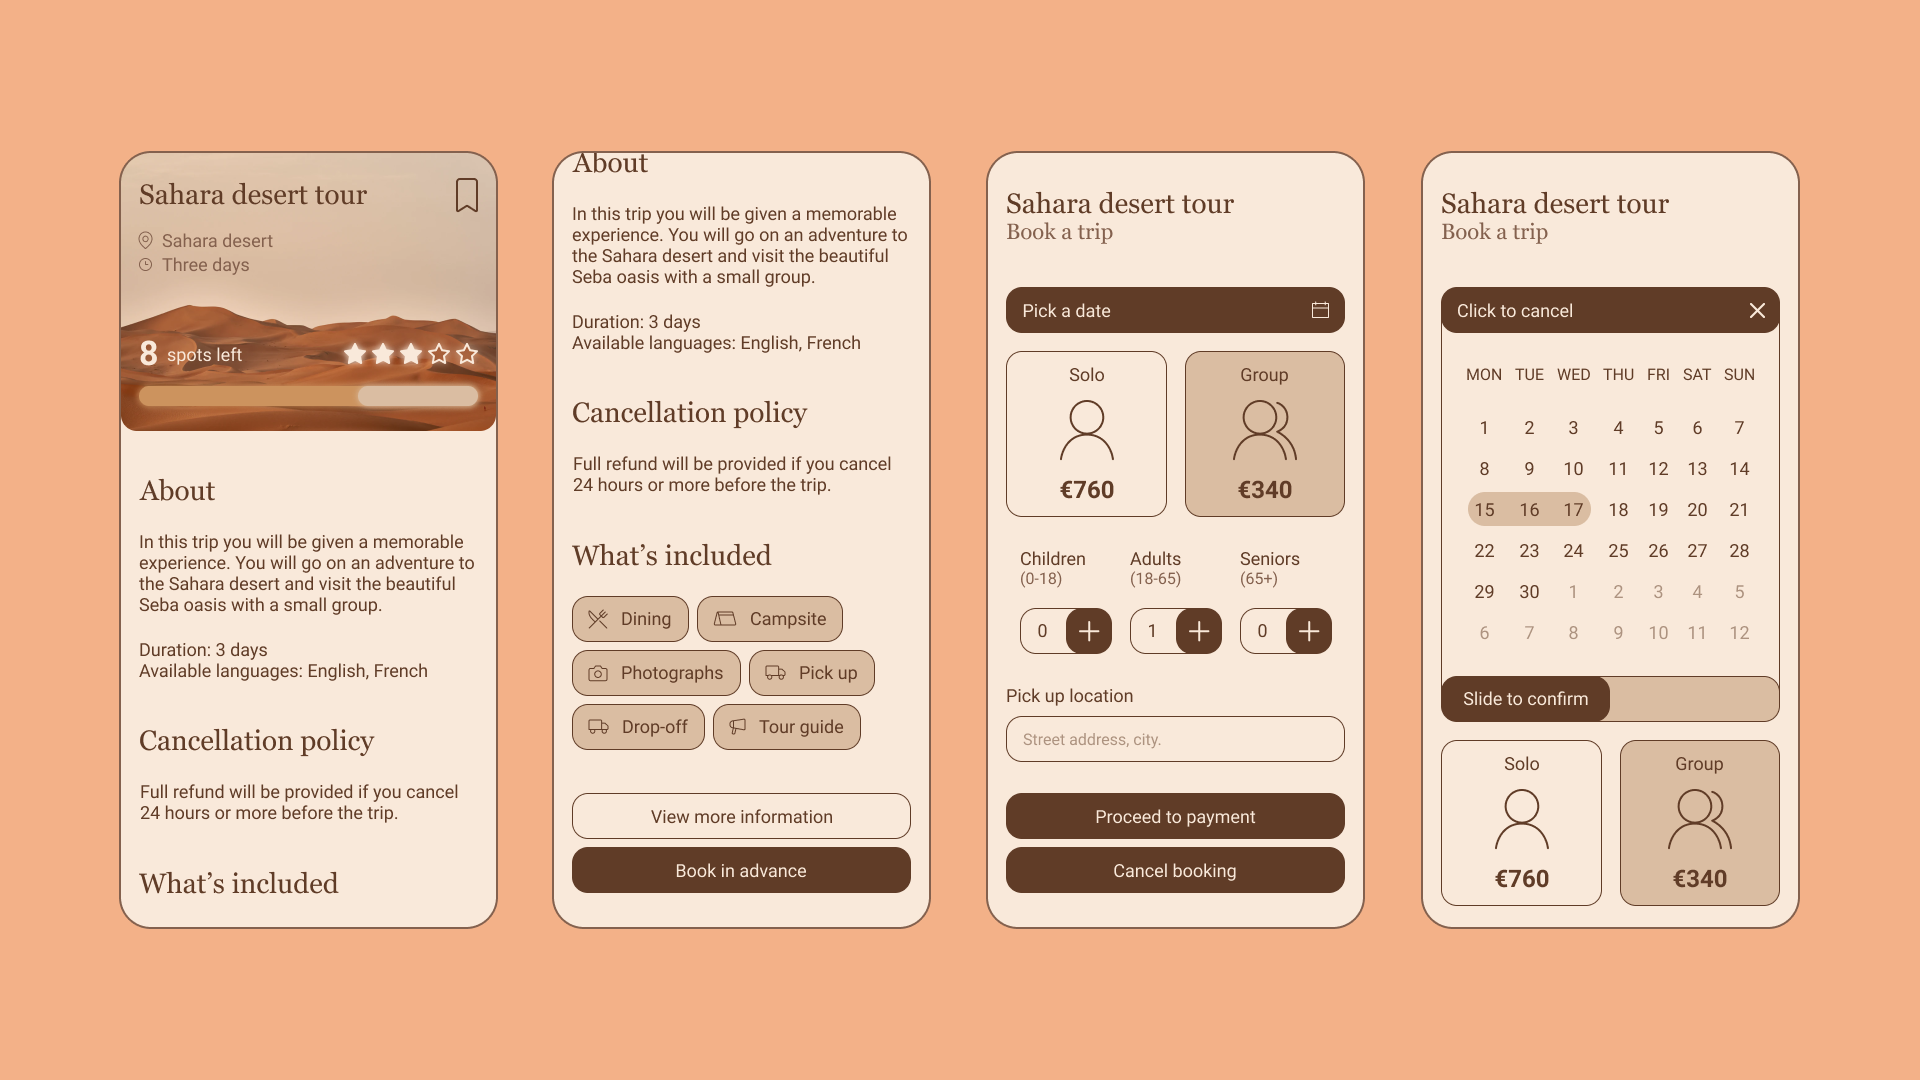 Sahara desert tour
Sahara desert
Three days
8 spots left
About
In this trip you will be given a memorable
experience. You will go on an adventure to
the Sahara desert and visit the beautiful
Seba oasis with a small group.
Duration: 3 days
Available languages: English, French
Cancellation policy
Full refund will be provided if you cancel
24 hours or more before the trip.
What's included
About
In this trip you will be given a memorable
experience. You will go on an adventure to
the Sahara desert and visit the beautiful
Seba oasis with a small group.
Duration: 3 days
Available languages: English, French
Cancellation policy
Full refund will be provided if you cancel
24 hours or more before the trip.
What's included
Dining Campsite
Photographs Pick up
Drop-off Tour guide
View more information
Book in advance
Sahara desert tour
Book a trip
Pick a date
Solo Group
€760 €340
Children Adults Seniors
(0-18) (18-65) (65+)
0 1 0
Pick up location
Street address, city.
Proceed to payment
Cancel booking
Sahara desert tour
Book a trip
Click to cancel
MON TUE WED THU FRI SAT SUN
1 2 3 4 5 6 7
8 9 10 11 12 13 14
15 16 17 18 19 20 21
22 23 24 25 26 27 28
29 30 1 2 3 4 5
6 7 8 9 10 11 12
Slide to confirm
Solo Group
€760 €340